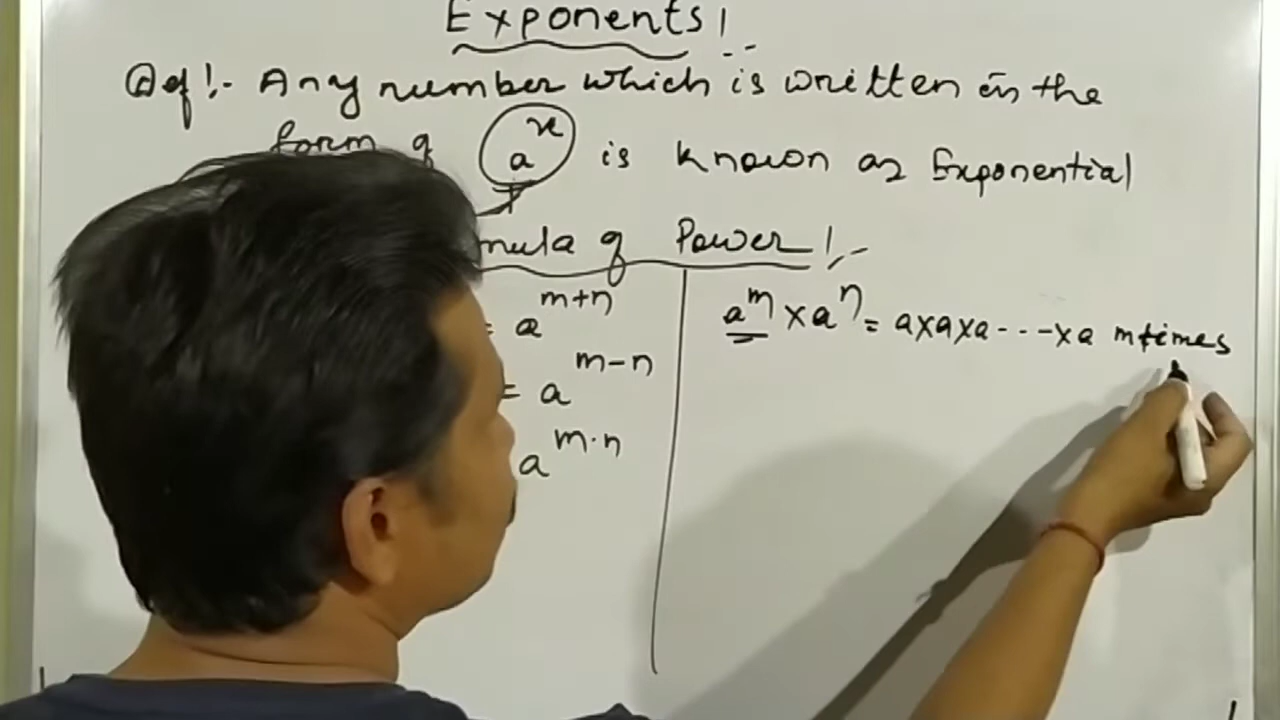 Exponents!
Def!:- Any number which is written in the
form of a^x is known as Exponential
mula of Power!:-
= a^{m+n}
= a^{m-n}
a^{m·n}
a^m × a^n = a×a×a---×a m times